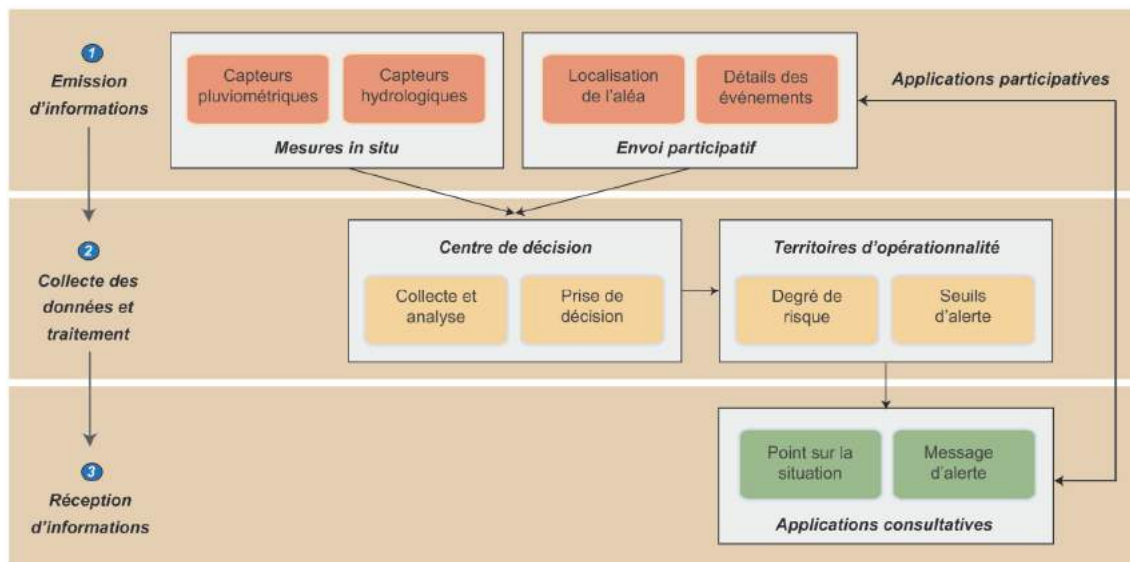 1
Emission
d'informations
Capteurs
pluviométriques
Capteurs
hydrologiques
Mesures in situ
Localisation
de l'aléa
Détails des
événements
Envoi participatif
Applications participatives
2
Collecte des
données et
traitement
Centre de décision
Collecte et
analyse
Prise de
décision
Territoires d'opérationnalité
Degré de
risque
Seuils
d'alerte
3
Réception
d'informations
Point sur la
situation
Message
d'alerte
Applications consultatives